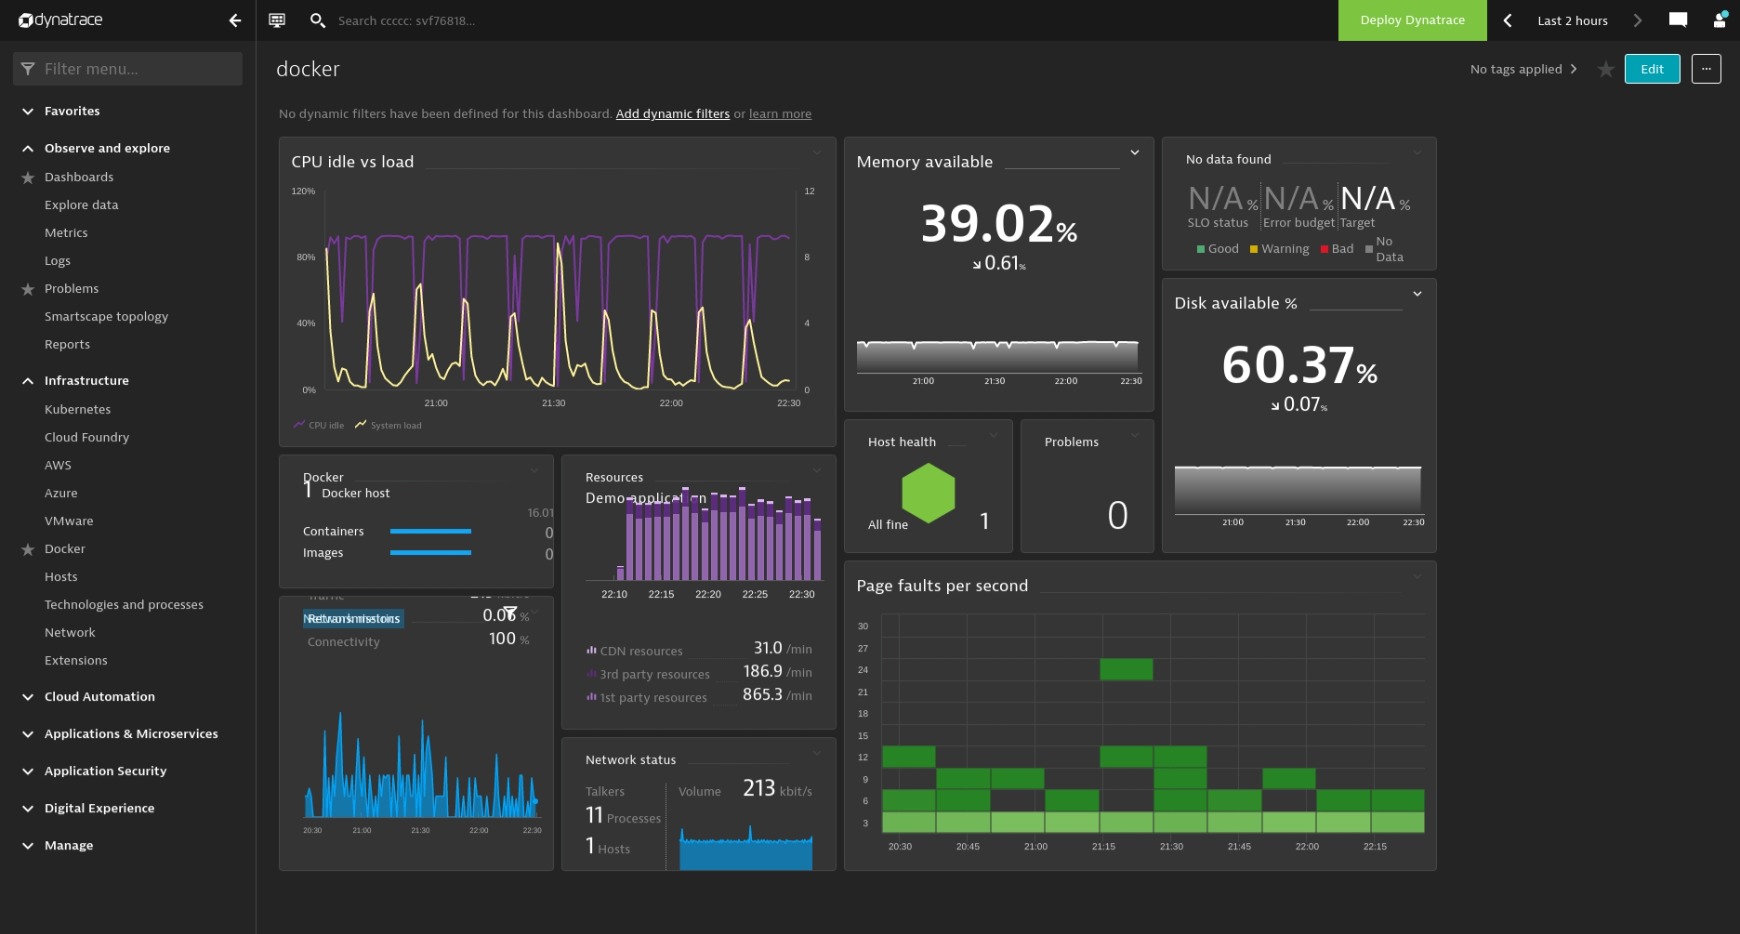 dynatrace
Search ccccc: svf76818...
Deploy Dynatrace
Last 2 hours
Filter menu...
Favorites
Observe and explore
Dashboards
Explore data
Metrics
Logs
Problems
Smartscape topology
Reports
Infrastructure
Kubernetes
Cloud Foundry
AWS
Azure
VMware
Docker
Hosts
Technologies and processes
Network
Extensions
Cloud Automation
Applications & Microservices
Application Security
Digital Experience
Manage
docker
No tags applied
Edit
...
No dynamic filters have been defined for this dashboard. Add dynamic filters or learn more
CPU idle vs load
120% 12
80% 8
40% 4
0% 0
21:00 21:30 22:00 22:30
CPU idle System load
Memory available
39.02%
0.61%
21:00 21:30 22:00 22:30
No data found
N/A % N/A % N/A %
SLO status Error budget Target
Good Warning Bad No Data
Disk available %
60.37%
0.07%
21:00 21:30 22:00 22:30
Host health
All fine 1
Problems
0
Docker
1 Docker host
16.01
Containers 0
Images 0
Resources
Demo application
22:10 22:15 22:20 22:25 22:30
CDN resources 31.0 /min
3rd party resources 186.9 /min
1st party resources 865.3 /min
Retransmissions 0.06 %
Connectivity 100 %
20:30 21:00 21:30 22:00 22:30
Network status
Talkers Volume 213 kbit/s
11 Processes
1 Hosts
Page faults per second
30
27
24
21
18
15
12
9
6
3
20:30 20:45 21:00 21:15 21:30 21:45 22:00 22:15